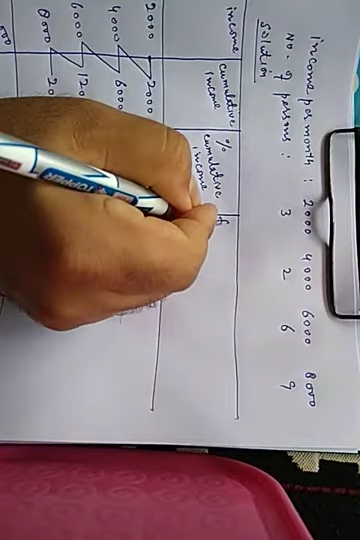 Income per month : 2000 4000 6000 8000
No. of persons : 3 2 6 9
Solution
income cumulative income % cumulative income f
2000 2000
4000 6000
6000 120
8000 20
TOPPER